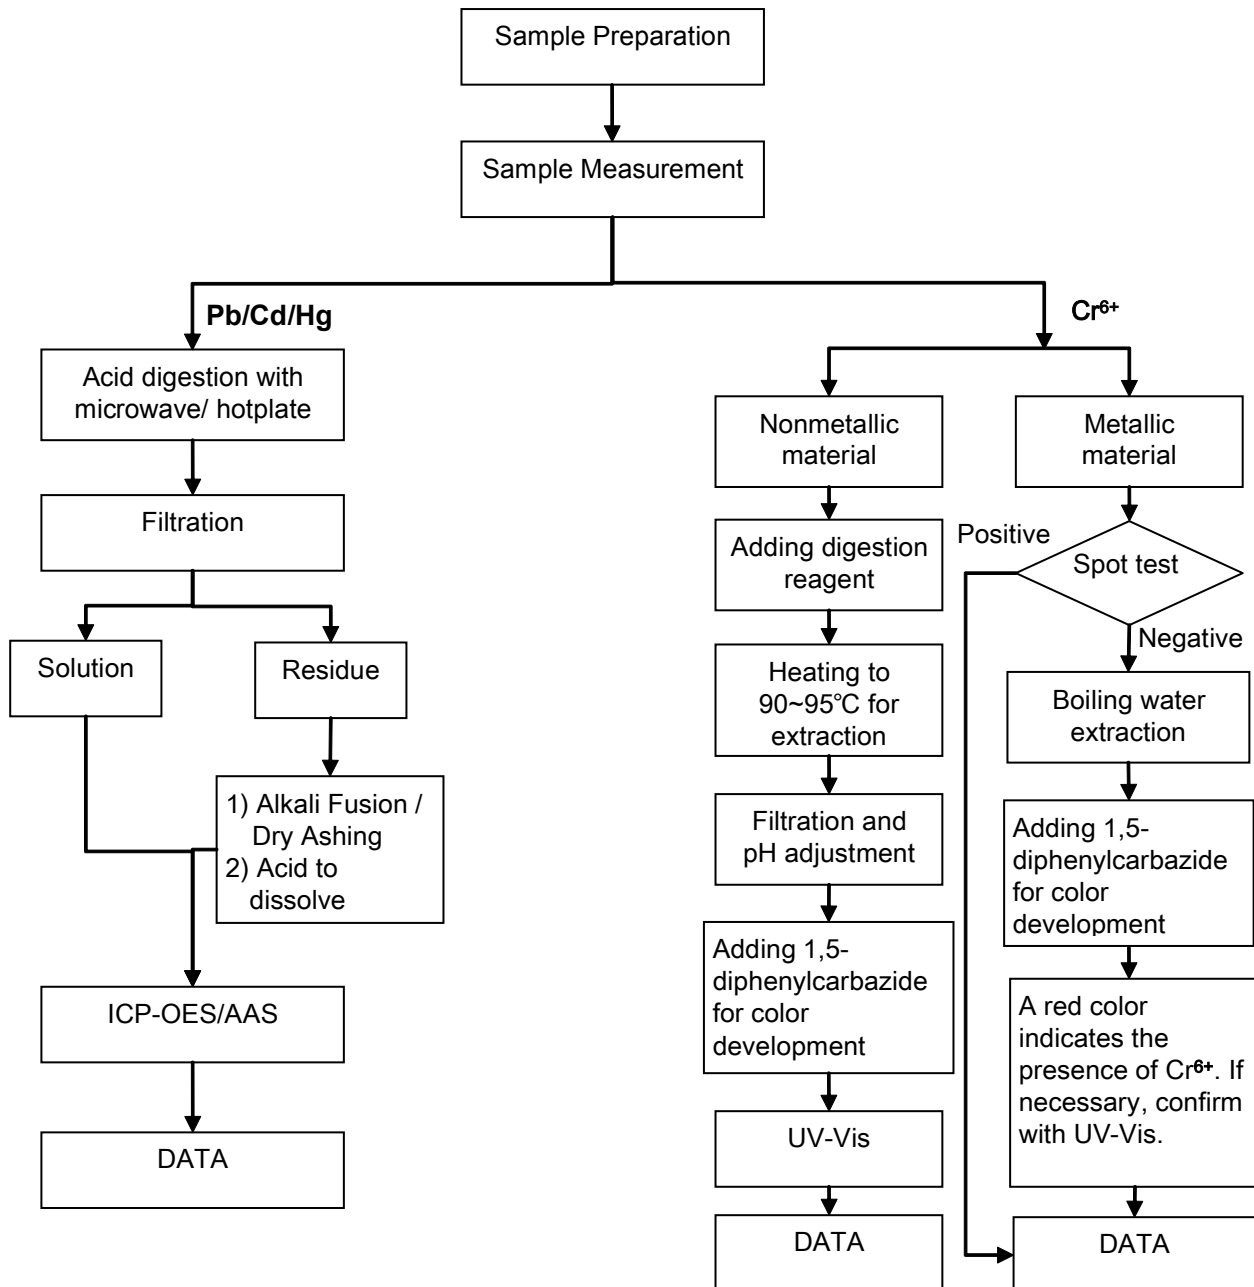 Sample Preparation
Sample Measurement
Pb/Cd/Hg
Acid digestion with
microwave/ hotplate
Filtration
Solution
Residue
1) Alkali Fusion /
Dry Ashing
2) Acid to
dissolve
ICP-OES/AAS
DATA
Cr⁶⁺
Nonmetallic
material
Adding digestion
reagent
Heating to
90~95℃ for
extraction
Filtration and
pH adjustment
Adding 1,5-
diphenylcarbazide
for color
development
UV-Vis
DATA
Metallic
material
Spot test
Positive
Negative
Boiling water
extraction
Adding 1,5-
diphenylcarbazide
for color
development
A red color
indicates the
presence of Cr⁶⁺. If
necessary, confirm
with UV-Vis.
DATA